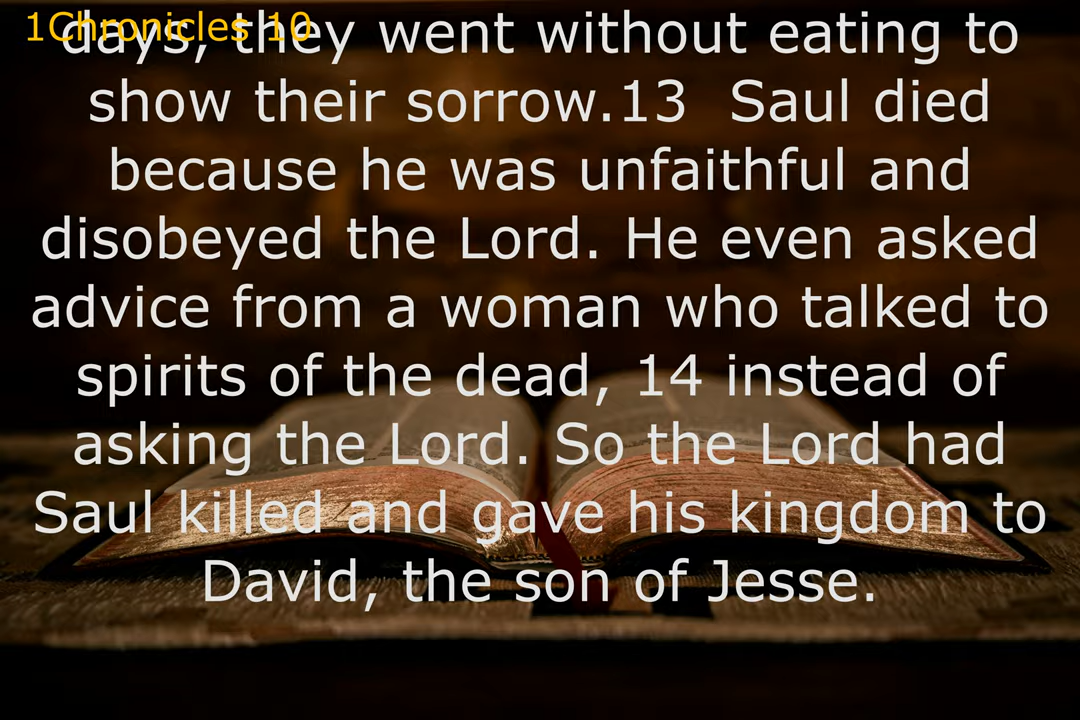 1Chronicles 10
days, they went without eating to
show their sorrow.13  Saul died
because he was unfaithful and
disobeyed the Lord. He even asked
advice from a woman who talked to
spirits of the dead, 14 instead of
asking the Lord. So the Lord had
Saul killed and gave his kingdom to
David, the son of Jesse.